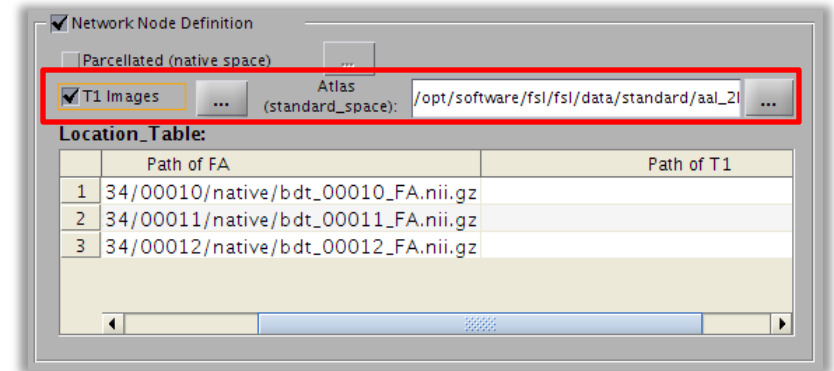 Network Node Definition
Parcellated (native space) ...
T1 Images ... Atlas (standard_space): /opt/software/fsl/fsl/data/standard/aal_2 ...
Location_Table:
Path of FA Path of T1
1 34/00010/native/bdt_00010_FA.nii.gz
2 34/00011/native/bdt_00011_FA.nii.gz
3 34/00012/native/bdt_00012_FA.nii.gz